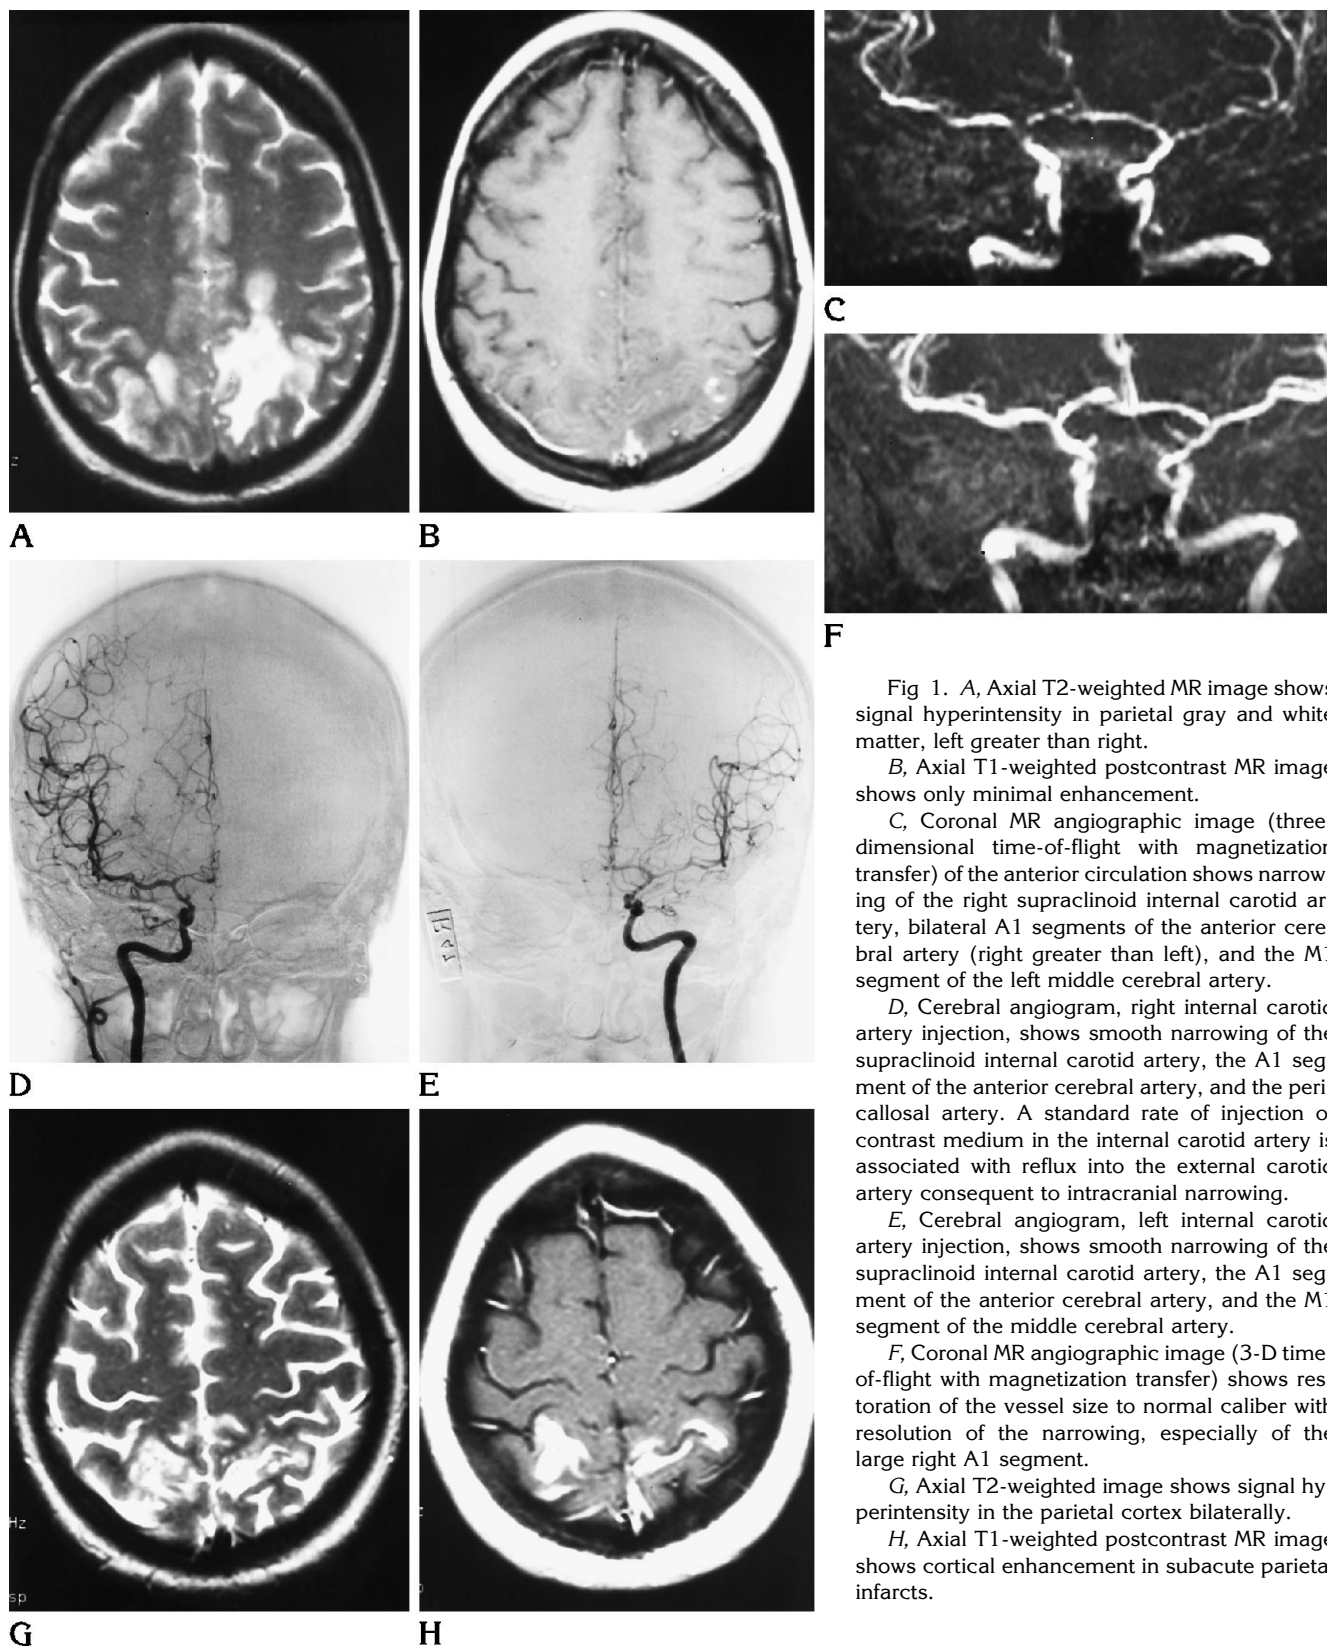 A
B
C
D
E
F
Hz
sp
G
H
Fig 1. A, Axial T2-weighted MR image shows
signal hyperintensity in parietal gray and white
matter, left greater than right.
B, Axial T1-weighted postcontrast MR image
shows only minimal enhancement.
C, Coronal MR angiographic image (three
dimensional time-of-flight with magnetization
transfer) of the anterior circulation shows narrow
ing of the right supraclinoid internal carotid ar
tery, bilateral A1 segments of the anterior cere
bral artery (right greater than left), and the M1
segment of the left middle cerebral artery.
D, Cerebral angiogram, right internal carotid
artery injection, shows smooth narrowing of the
supraclinoid internal carotid artery, the A1 seg
ment of the anterior cerebral artery, and the peri
callosal artery. A standard rate of injection of
contrast medium in the internal carotid artery is
associated with reflux into the external carotid
artery consequent to intracranial narrowing.
E, Cerebral angiogram, left internal carotid
artery injection, shows smooth narrowing of the
supraclinoid internal carotid artery, the A1 seg
ment of the anterior cerebral artery, and the M1
segment of the middle cerebral artery.
F, Coronal MR angiographic image (3-D time
of-flight with magnetization transfer) shows res
toration of the vessel size to normal caliber with
resolution of the narrowing, especially of the
large right A1 segment.
G, Axial T2-weighted image shows signal hy
perintensity in the parietal cortex bilaterally.
H, Axial T1-weighted postcontrast MR image
shows cortical enhancement in subacute parietal
infarcts.